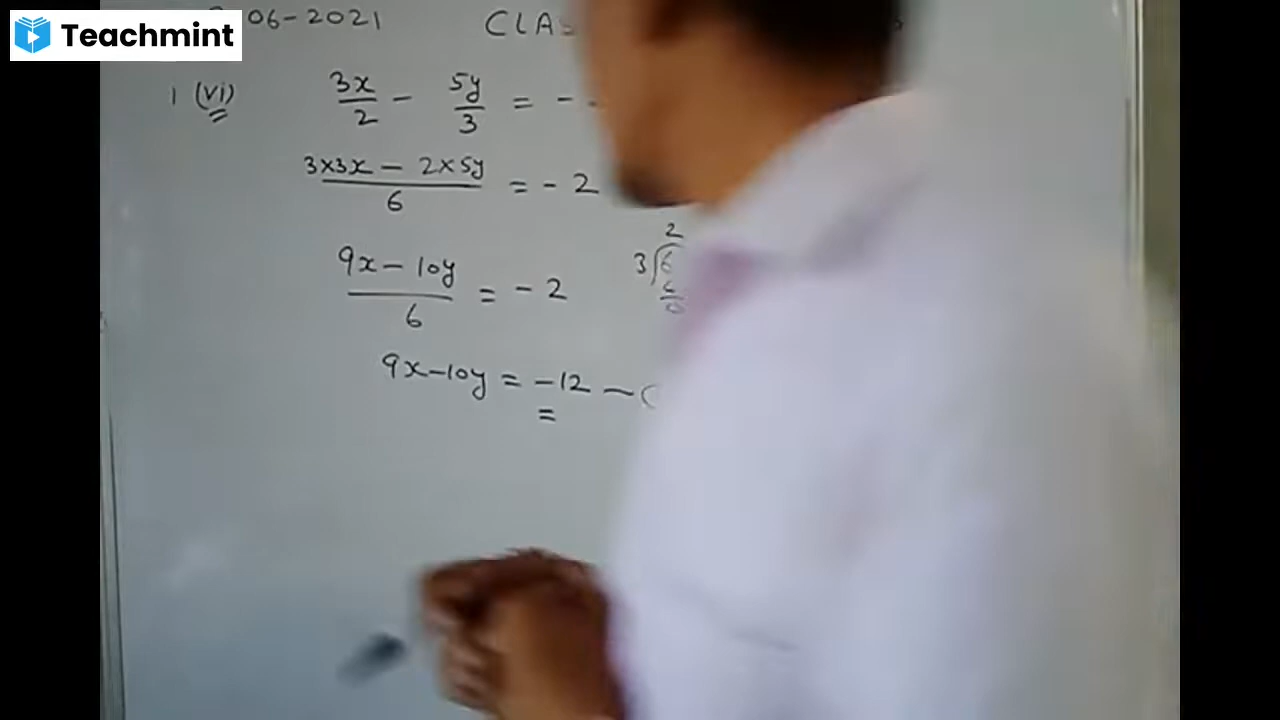 Teachmint
06-2021 CLA
1 (vi) 3x/2 - 5y/3 = -
3×3x - 2×5y / 6 = -2
2
3 6
9x - 10y / 6 = -2
9x-10y = -12 - (
=